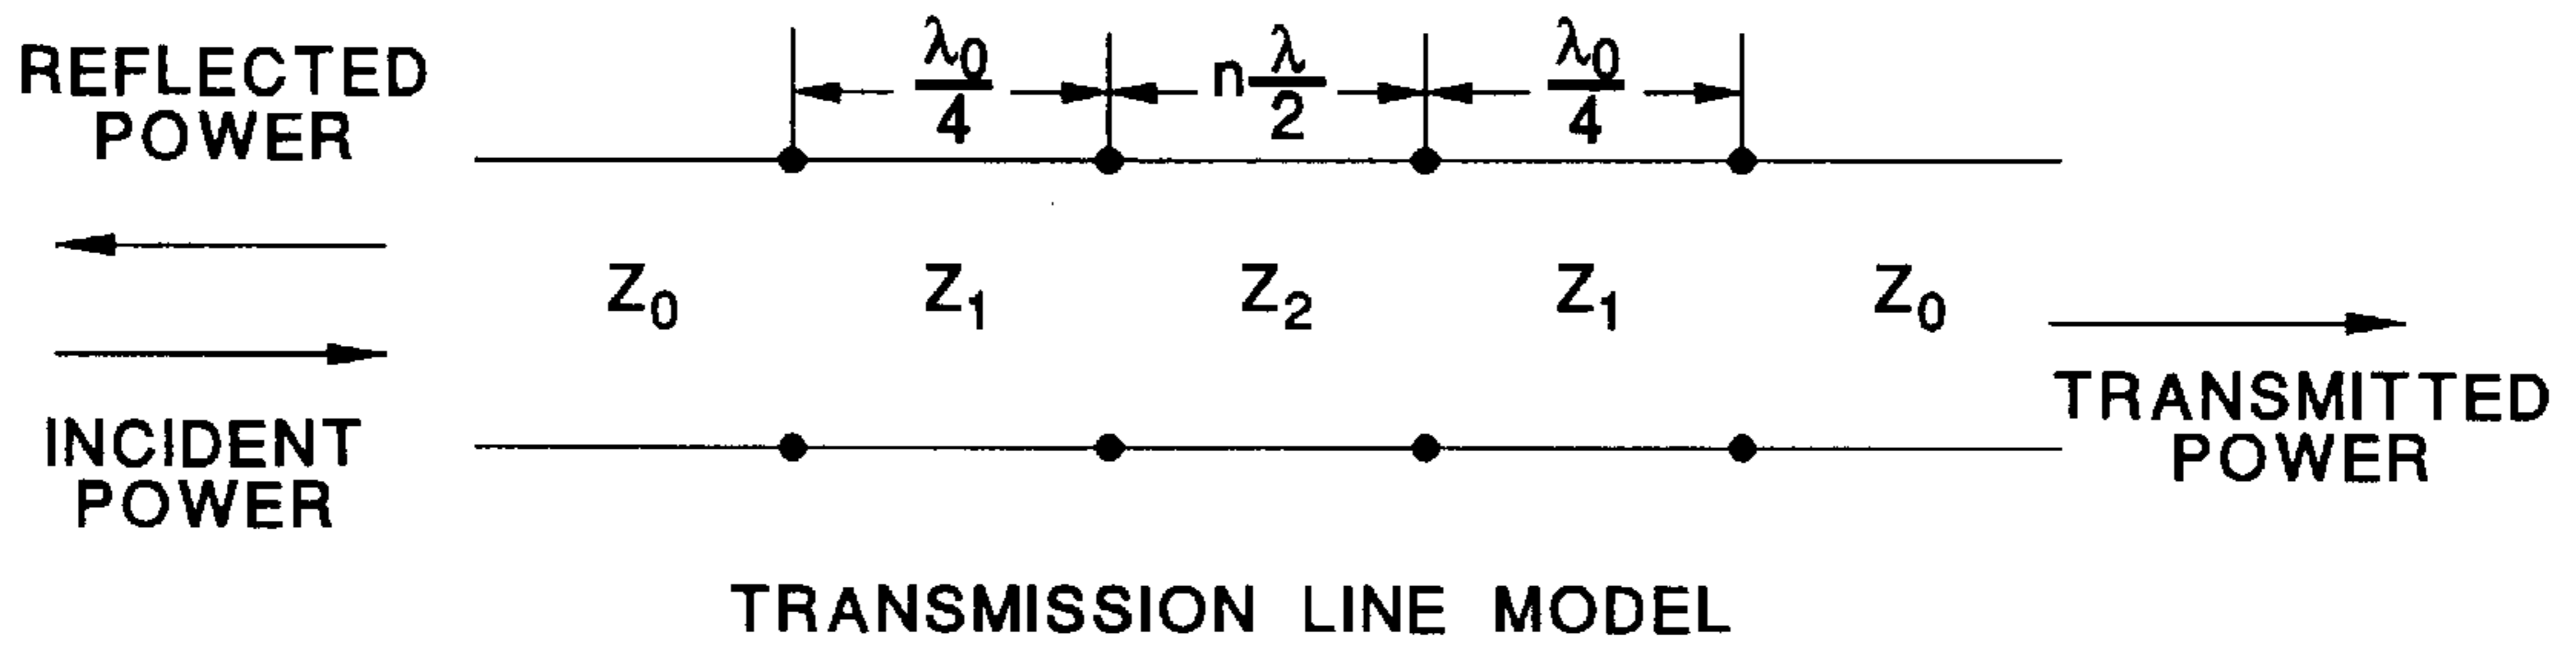 REFLECTED
POWER
λ₀/4
nλ/2
λ₀/4
Z₀
Z₁
Z₂
Z₁
Z₀
INCIDENT
POWER
TRANSMITTED
POWER
TRANSMISSION LINE MODEL